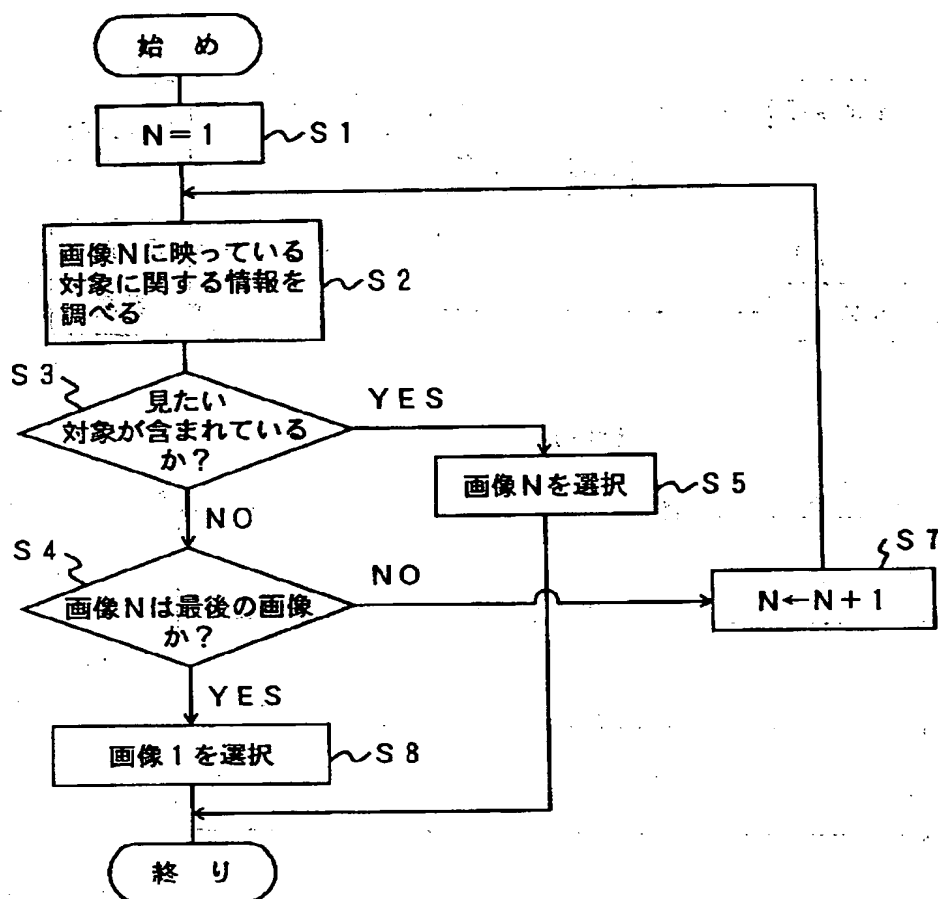 始 め
N=1
S1
画像Nに映っている
対象に関する情報を
調べる
S2
S3
見たい
対象が含まれている
か?
YES
画像Nを選択
S5
NO
S4
画像Nは最後の画像
か?
NO
S7
N←N+1
YES
画像1を選択
S8
終 り